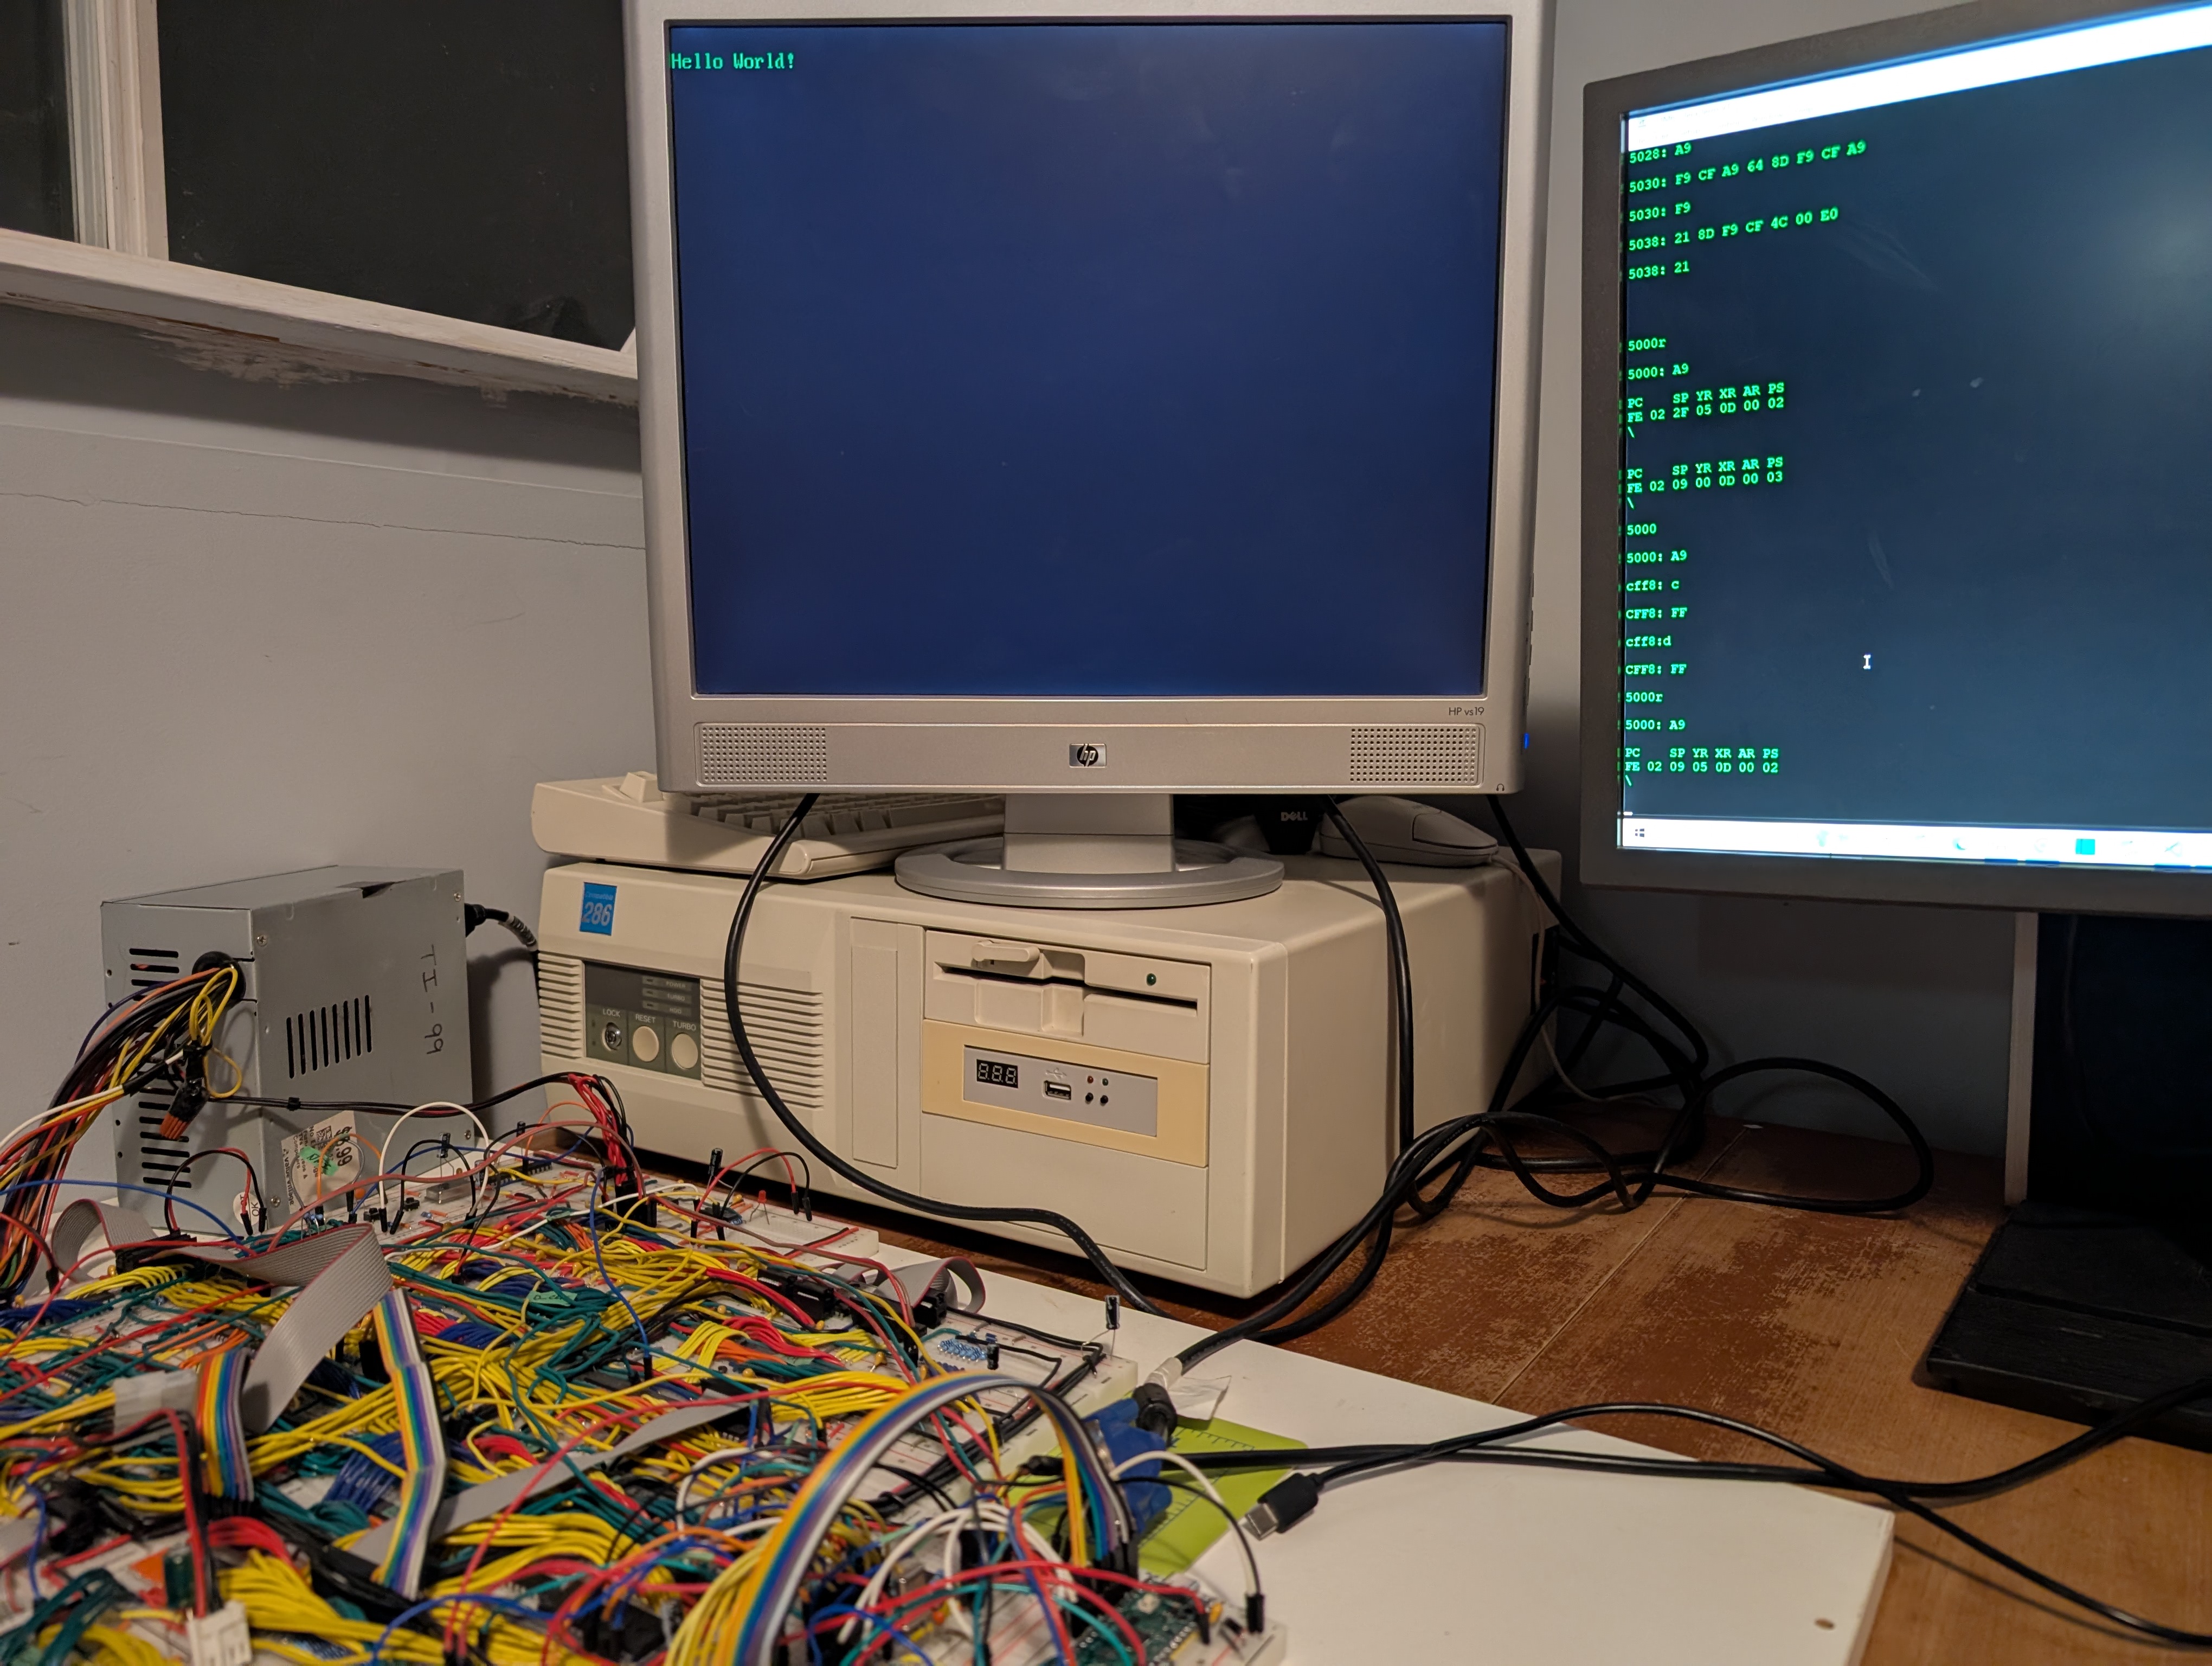 Hello World!
HP vs19
hp
5028: A9
5030: F9 CF A9 64 8D F9 CF A9
5030: F9
5038: 21 8D F9 CF 4C 00 E0
5038: 21
5000r
5000: A9
PC SP YR XR AR PS
FE 02 2F 05 0D 00 02
\
PC SP YR XR AR PS
FE 02 09 00 0D 00 03
\
5000
5000: A9
cff8: c
CFF8: FF
cff8:d
CFF8: FF
5000r
5000: A9
PC SP YR XR AR PS
FE 02 09 05 0D 00 02
\
DELL
286
POWER
TURBO
HDD
LOCK
RESET
TURBO
8.8.8.
TI-99